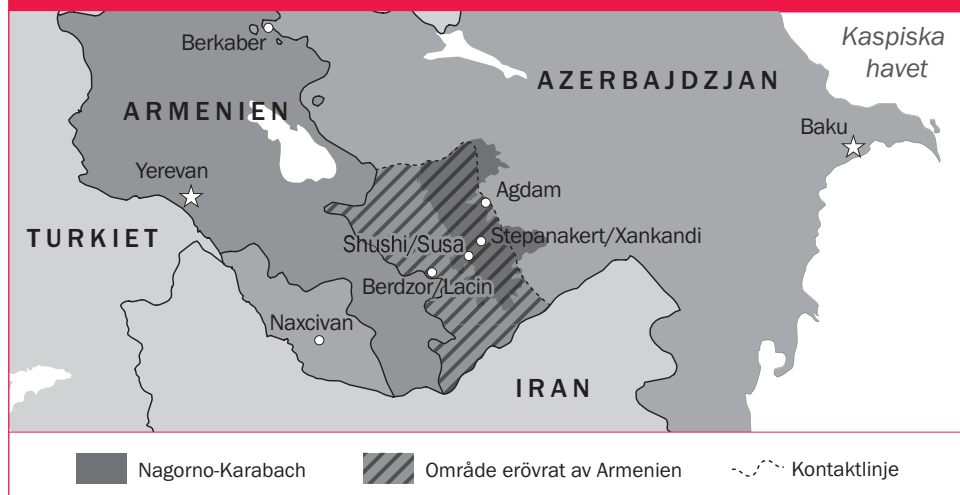 Berkaber
Kaspiska
havet
AZERBAJDZJAN
ARMENIEN
Baku
Yerevan
Agdam
TURKIET
Stepanakert/Xankandi
Shushi/Susa
Berdzor/Lacin
Naxcivan
IRAN
Nagorno-Karabach
Område erövrat av Armenien
Kontaktlinje